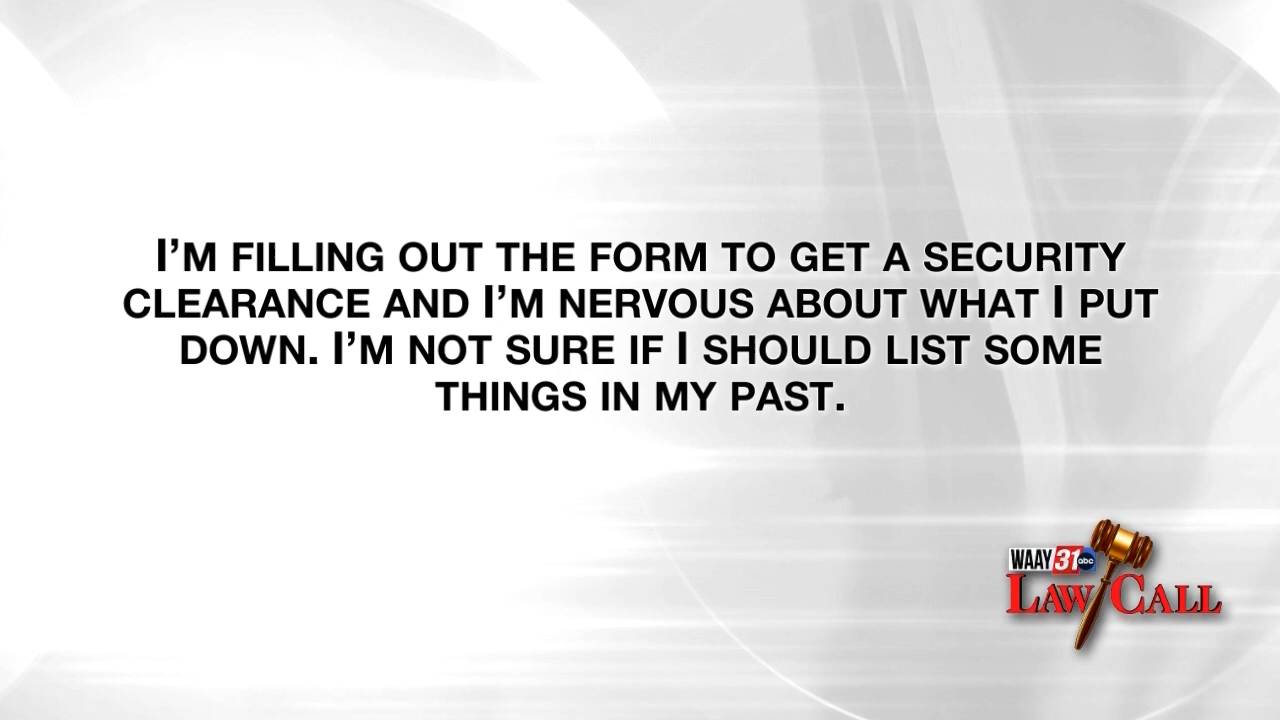 I'M FILLING OUT THE FORM TO GET A SECURITY
CLEARANCE AND I'M NERVOUS ABOUT WHAT I PUT
DOWN. I'M NOT SURE IF I SHOULD LIST SOME
THINGS IN MY PAST.
WAAY 31 abc
LAW CALL